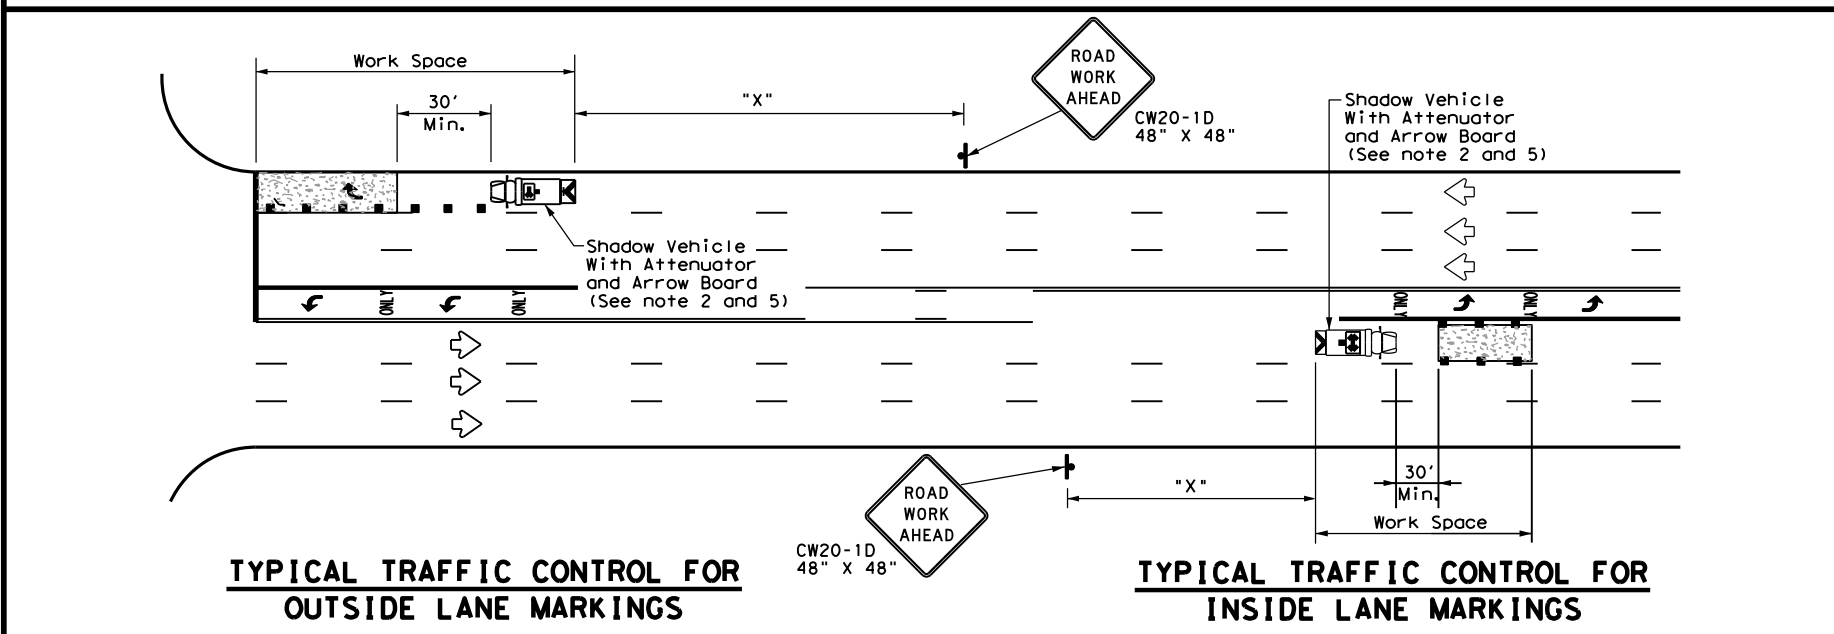 Work Space
30'
Min.
"X"
ROAD
WORK
AHEAD
CW20-1D
48" X 48"
Shadow Vehicle
With Attenuator
and Arrow Board
(See note 2 and 5)
Shadow Vehicle
With Attenuator
and Arrow Board
(See note 2 and 5)
ONLY
ONLY
ONLY
ONLY
ROAD
WORK
AHEAD
CW20-1D
48" X 48"
"X"
30'
Min.
Work Space
TYPICAL TRAFFIC CONTROL FOR
OUTSIDE LANE MARKINGS
TYPICAL TRAFFIC CONTROL FOR
INSIDE LANE MARKINGS